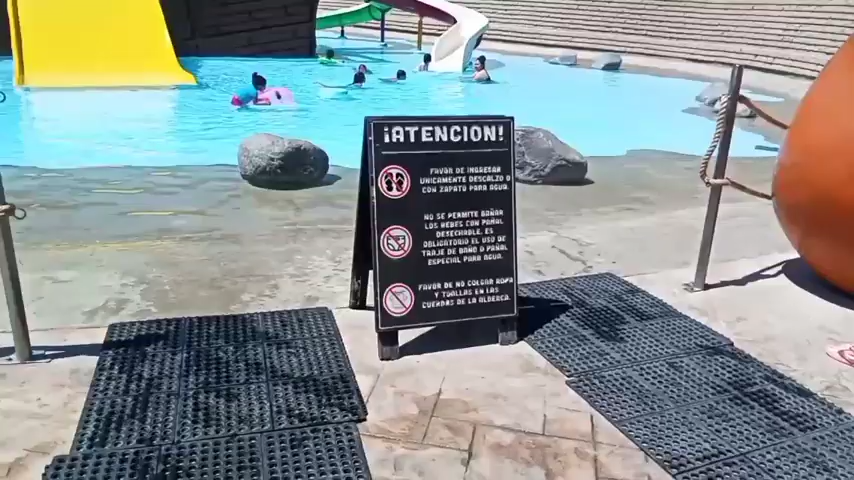 ¡ATENCION!
FAVOR DE INGRESAR
UNICAMENTE DESCALZO O
CON ZAPATO PARA AGUA.
NO SE PERMITE BAÑAR
LOS BEBES CON PAÑAL
DESECHABLE, ES
OBLIGATORIO EL USO DE
TRAJE DE BAÑO O PAÑAL
ESPECIAL PARA AGUA.
FAVOR DE NO COLGAR ROPA
Y TOALLAS EN LAS
CUERDAS DE LA ALBERCA.